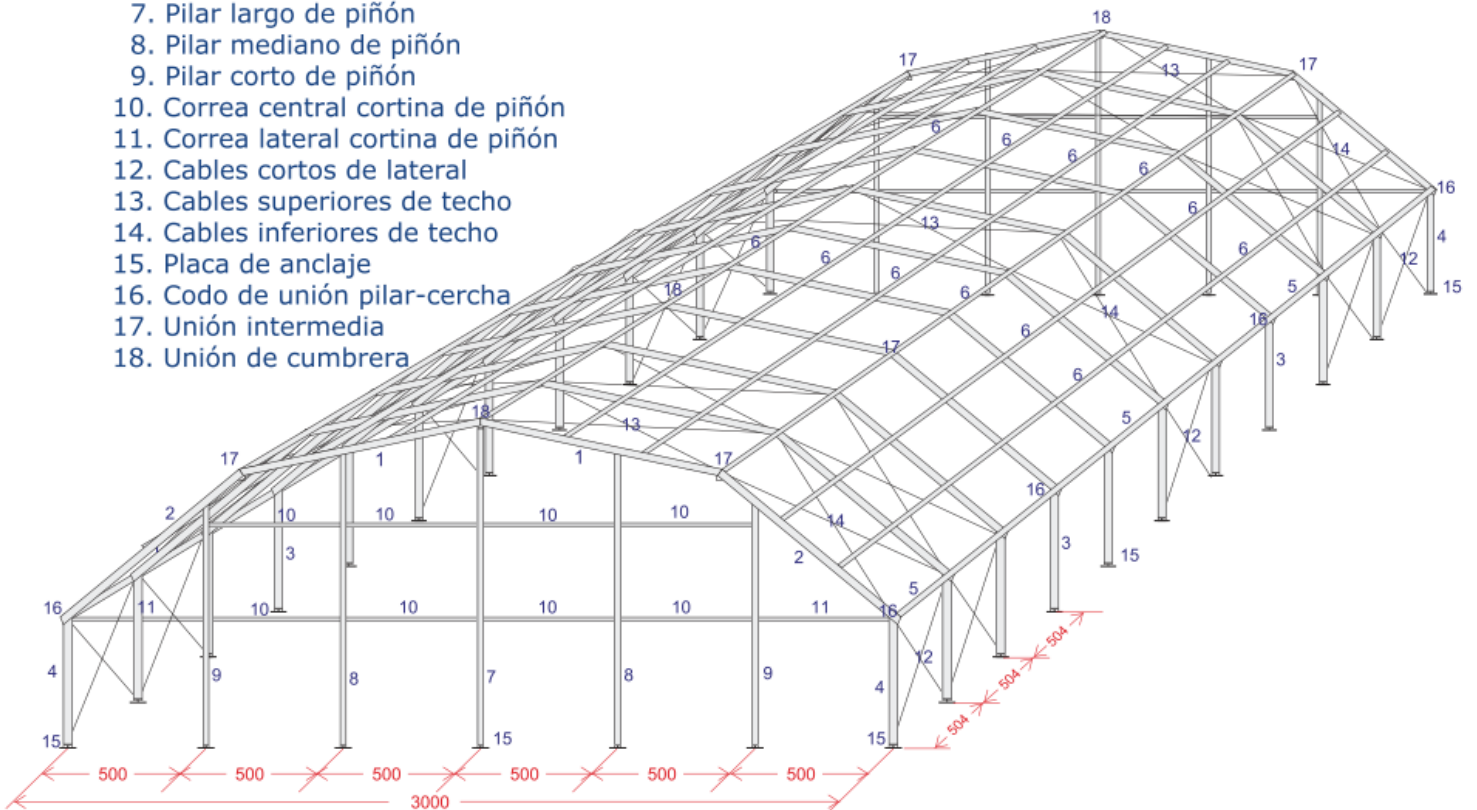 7. Pilar largo de piñón
8. Pilar mediano de piñón
9. Pilar corto de piñón
10. Correa central cortina de piñón
11. Correa lateral cortina de piñón
12. Cables cortos de lateral
13. Cables superiores de techo
14. Cables inferiores de techo
15. Placa de anclaje
16. Codo de unión pilar-cercha
17. Unión intermedia
18. Unión de cumbrera
18
17 17
13
6 6 6 6 14
16
6 4
13 6 12
6 6 6 5 15
18 6 14 16
17 6 3
6
18 13 5 12
17 1 1 17 16
2 10 10 10 10 14 3 15
3 2
5
16 11 10 10 10 10 11 16
504
12
4 9 8 7 8 9 4
504
504
15 15 15
500 500 500 500 500 500
3000